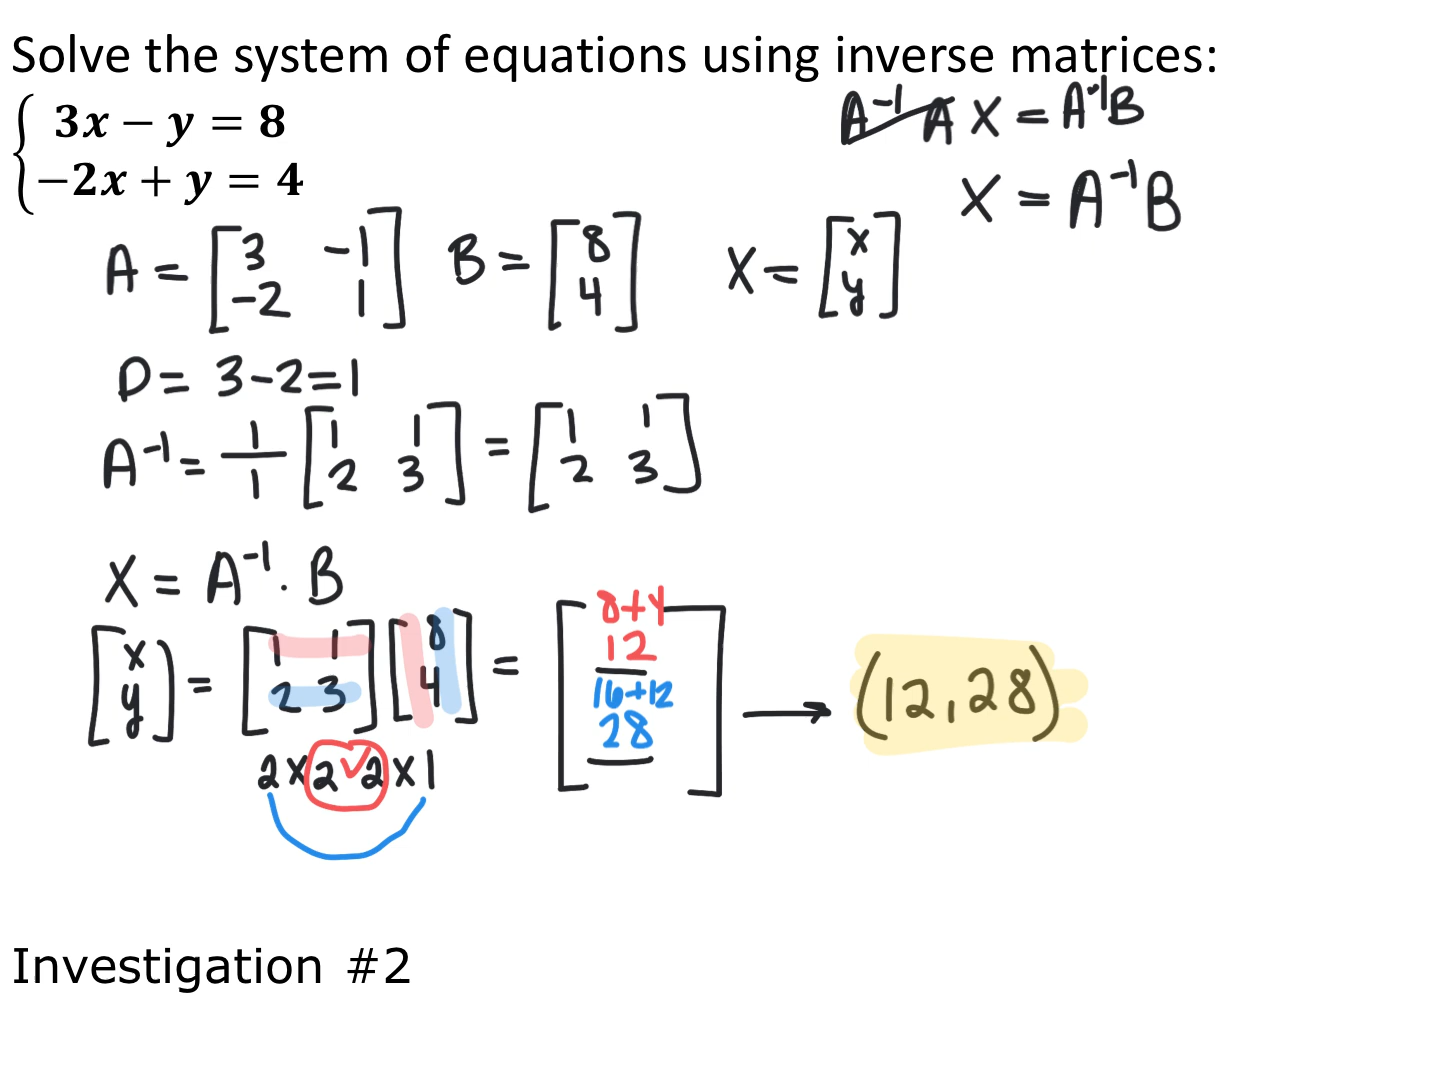 Solve the system of equations using inverse matrices:
3x − y = 8
−2x + y = 4
A⁻¹ A X = A⁻¹B
X = A⁻¹B
A = [3 −1
−2 1]
B = [8
4]
X = [x
y]
D = 3 − 2 = 1
A⁻¹ = 1/1 [1 1
2 3] = [1 1
2 3]
X = A⁻¹ · B
[x
y] = [1 1
2 3] [8
4] =
[8+4
12
16+12
28] → (12, 28)
2 × 2 ✓ 2 × 1
Investigation #2